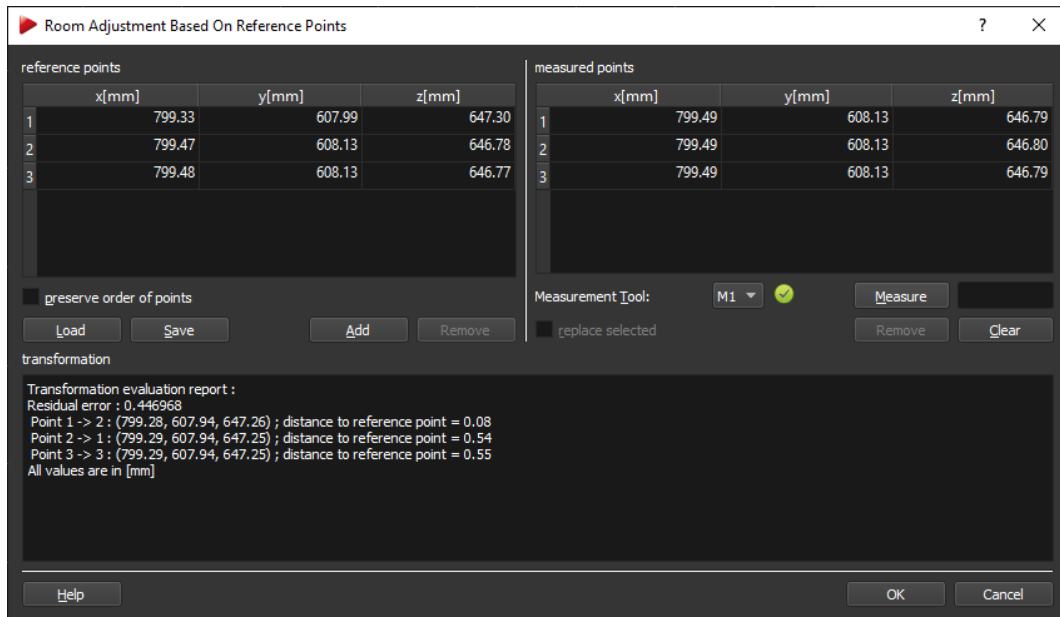 Room Adjustment Based On Reference Points
?
reference points
x[mm] y[mm] z[mm]
1 799.33 607.99 647.30
2 799.47 608.13 646.78
3 799.48 608.13 646.77
preserve order of points
Load Save Add Remove
measured points
x[mm] y[mm] z[mm]
1 799.49 608.13 646.79
2 799.49 608.13 646.80
3 799.49 608.13 646.79
Measurement Tool: M1 Measure
replace selected Remove Clear
transformation
Transformation evaluation report :
Residual error : 0.446968
Point 1 -> 2 : (799.28, 607.94, 647.26) ; distance to reference point = 0.08
Point 2 -> 1 : (799.29, 607.94, 647.25) ; distance to reference point = 0.54
Point 3 -> 3 : (799.29, 607.94, 647.25) ; distance to reference point = 0.55
All values are in [mm]
Help OK Cancel